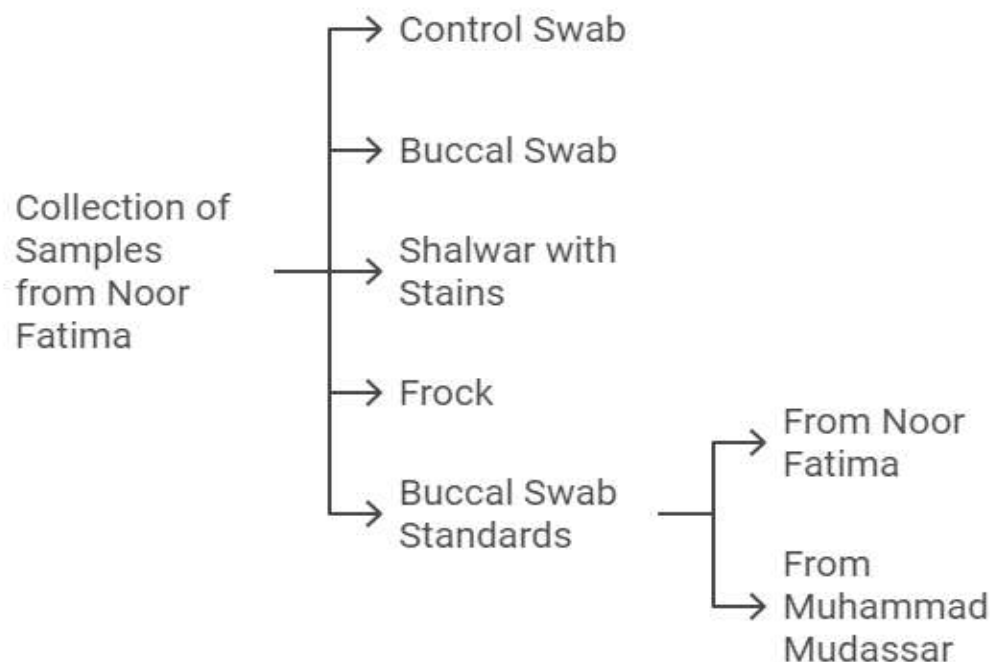 Control Swab
Buccal Swab
Collection of
Samples
from Noor
Fatima
Shalwar with
Stains
Frock
Buccal Swab
Standards
From Noor
Fatima
From
Muhammad
Mudassar